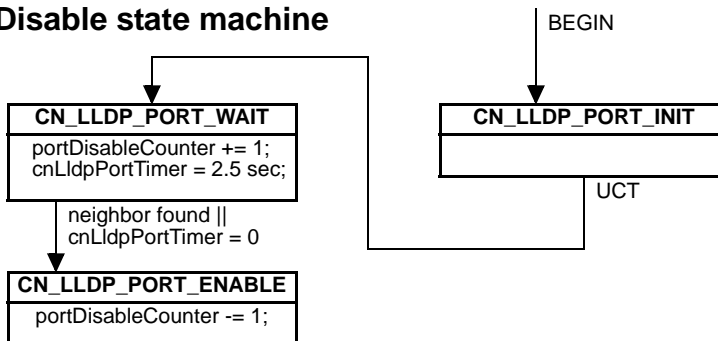 Disable state machine
BEGIN
CN_LLDP_PORT_WAIT
portDisableCounter += 1;
cnLldpPortTimer = 2.5 sec;
CN_LLDP_PORT_INIT
UCT
neighbor found ||
cnLldpPortTimer = 0
CN_LLDP_PORT_ENABLE
portDisableCounter -= 1;